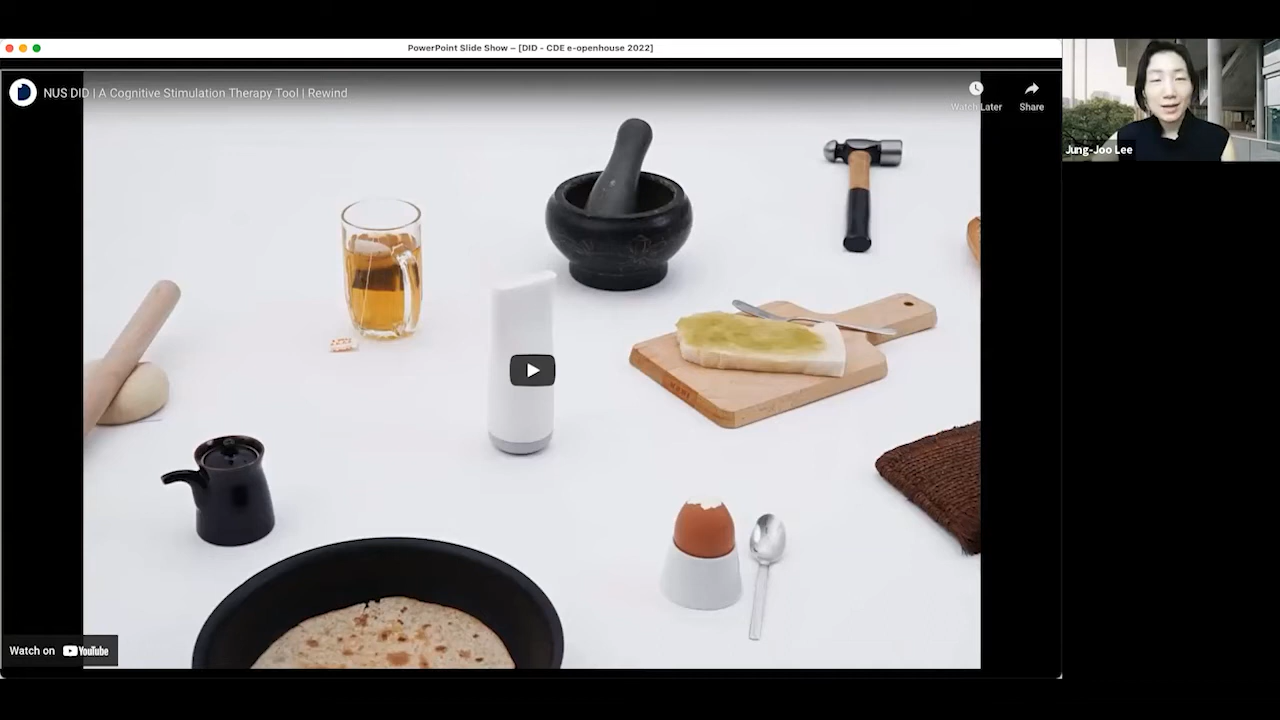 PowerPoint Slide Show – [DID - CDE e-openhouse 2022]
NUS DID | A Cognitive Stimulation Therapy Tool | Rewind
Watch Later
Share
Jung-Joo Lee
Watch on YouTube